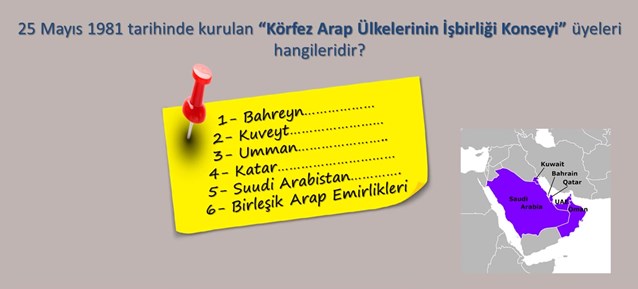 25 Mayıs 1981 tarihinde kurulan “Körfez Arap Ülkelerinin İşbirliği Konseyi” üyeleri
hangileridir?
1- Bahreyn………………
2- Kuveyt……………………
3- Umman…………………..
4- Katar……………………….
5- Suudi Arabistan…………
6- Birleşik Arap Emirlikleri
Kuwait
Bahrain
Qatar
Saudi
Arabia
UAE
Oman